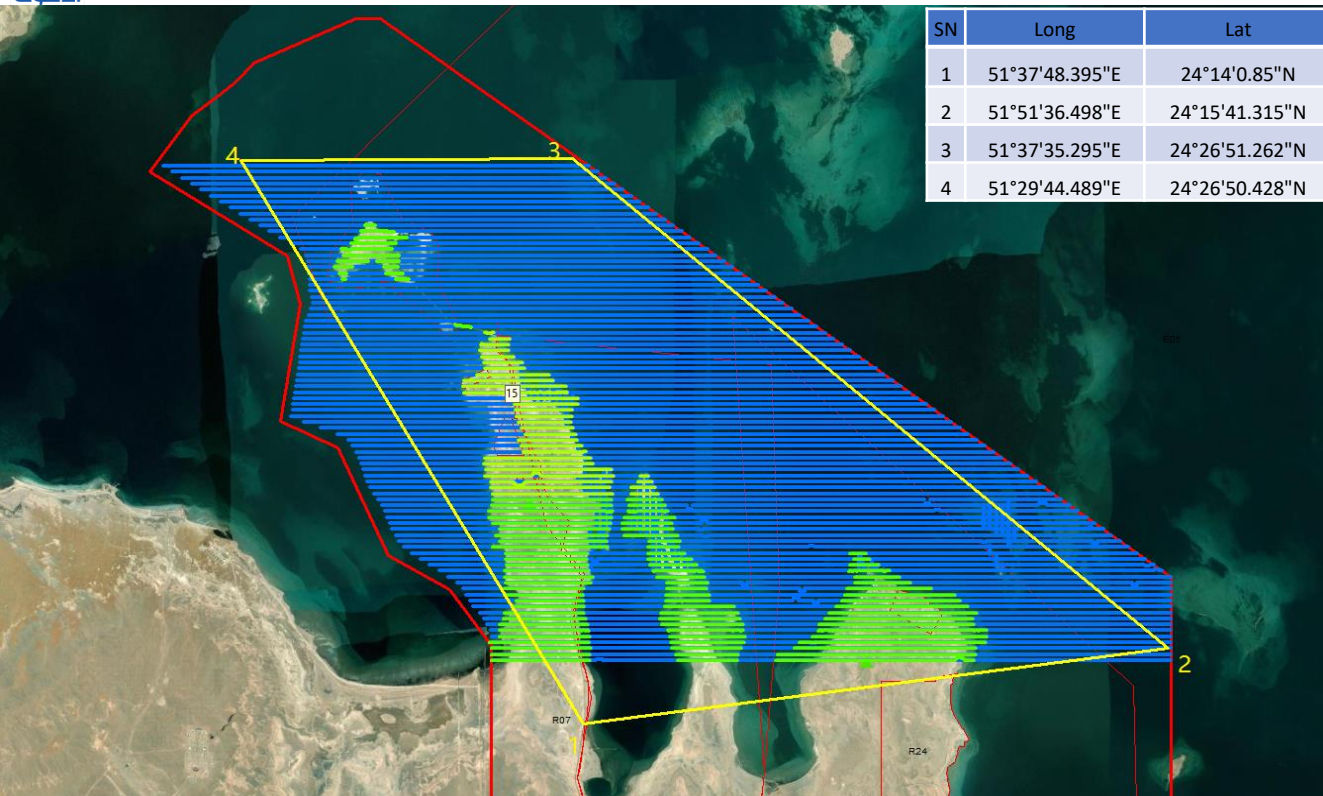 SN Long Lat
1 51°37'48.395"E 24°14'0.85"N
2 51°51'36.498"E 24°15'41.315"N
3 51°37'35.295"E 24°26'51.262"N
4 51°29'44.489"E 24°26'50.428"N
4
3
15
2
R07
1
R24